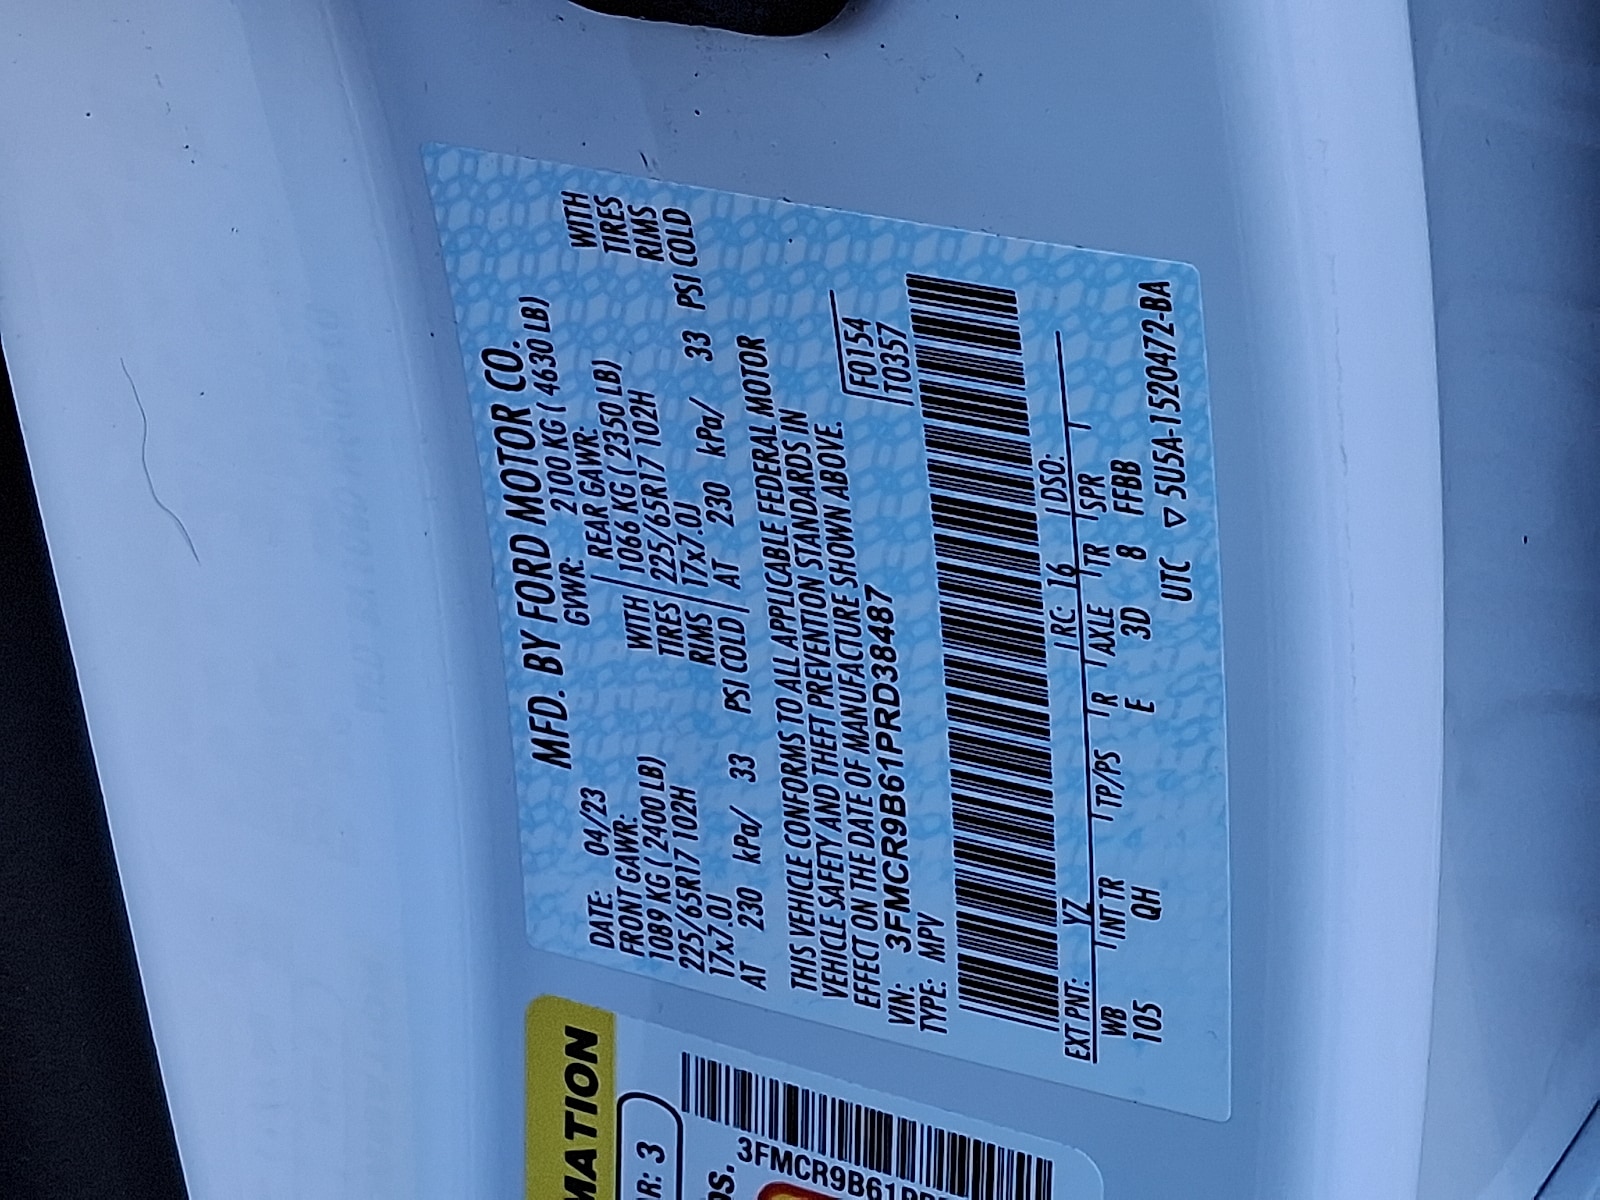 MFD. BY FORD MOTOR CO.
DATE: 04/23 GVWR: 2100 KG ( 4630 LB)
FRONT GAWR: REAR GAWR:
1089 KG ( 2400 LB) WITH 1066 KG ( 2350 LB) WITH
225/65R17 102H TIRES 225/65R17 102H TIRES
17x7.0J RIMS 17x7.0J RIMS
AT 230 kPa/ 33 PSI COLD AT 230 kPa/ 33 PSI COLD
THIS VEHICLE CONFORMS TO ALL APPLICABLE FEDERAL MOTOR
VEHICLE SAFETY AND THEFT PREVENTION STANDARDS IN
EFFECT ON THE DATE OF MANUFACTURE SHOWN ABOVE.
VIN: 3FMCR9B61PRD38487 F0154
TYPE: MPV T0357
EXT PNT: YZ RC: 16 DSO:
WB INT TR TP/PS R AXLE TR SPR
105 QH E 3D 8 FFBB
UTC ▽ 5U5A-1520472-BA
MATION
R: 3
os.
3FMCR9B61PR